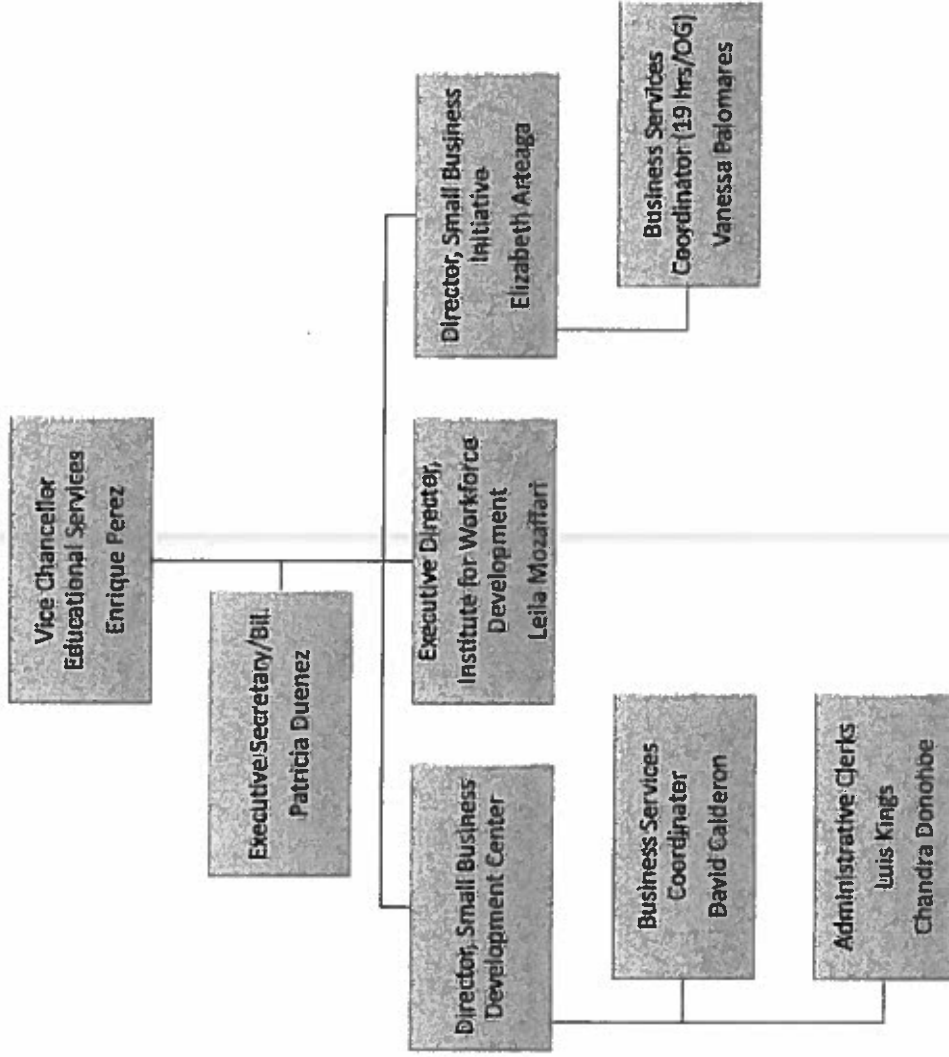 Vice Chancellor
Educational Services
Enrique Perez
Executive Secretary/Bil.
Patricia Duenez
Director, Small Business
Development Center
Executive Director,
Institute for Workforce
Development
Leila Mozaffari
Director, Small Business
Initiative
Elizabeth Arteaga
Business Services
Coordinator
David Calderon
Business Services
Coordinator (19 hrs/OG)
Vanessa Palomares
Administrative Clerks
Luis Kings
Chandra Donohoe